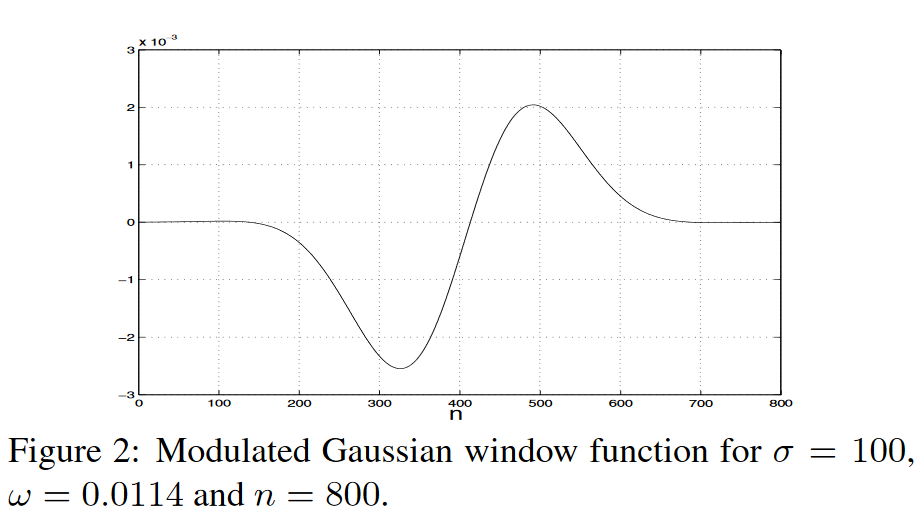 x 10⁻³
3
2
1
0
−1
−2
−3
0 100 200 300 400 500 600 700 800
n
Figure 2: Modulated Gaussian window function for σ = 100,
ω = 0.0114 and n = 800.